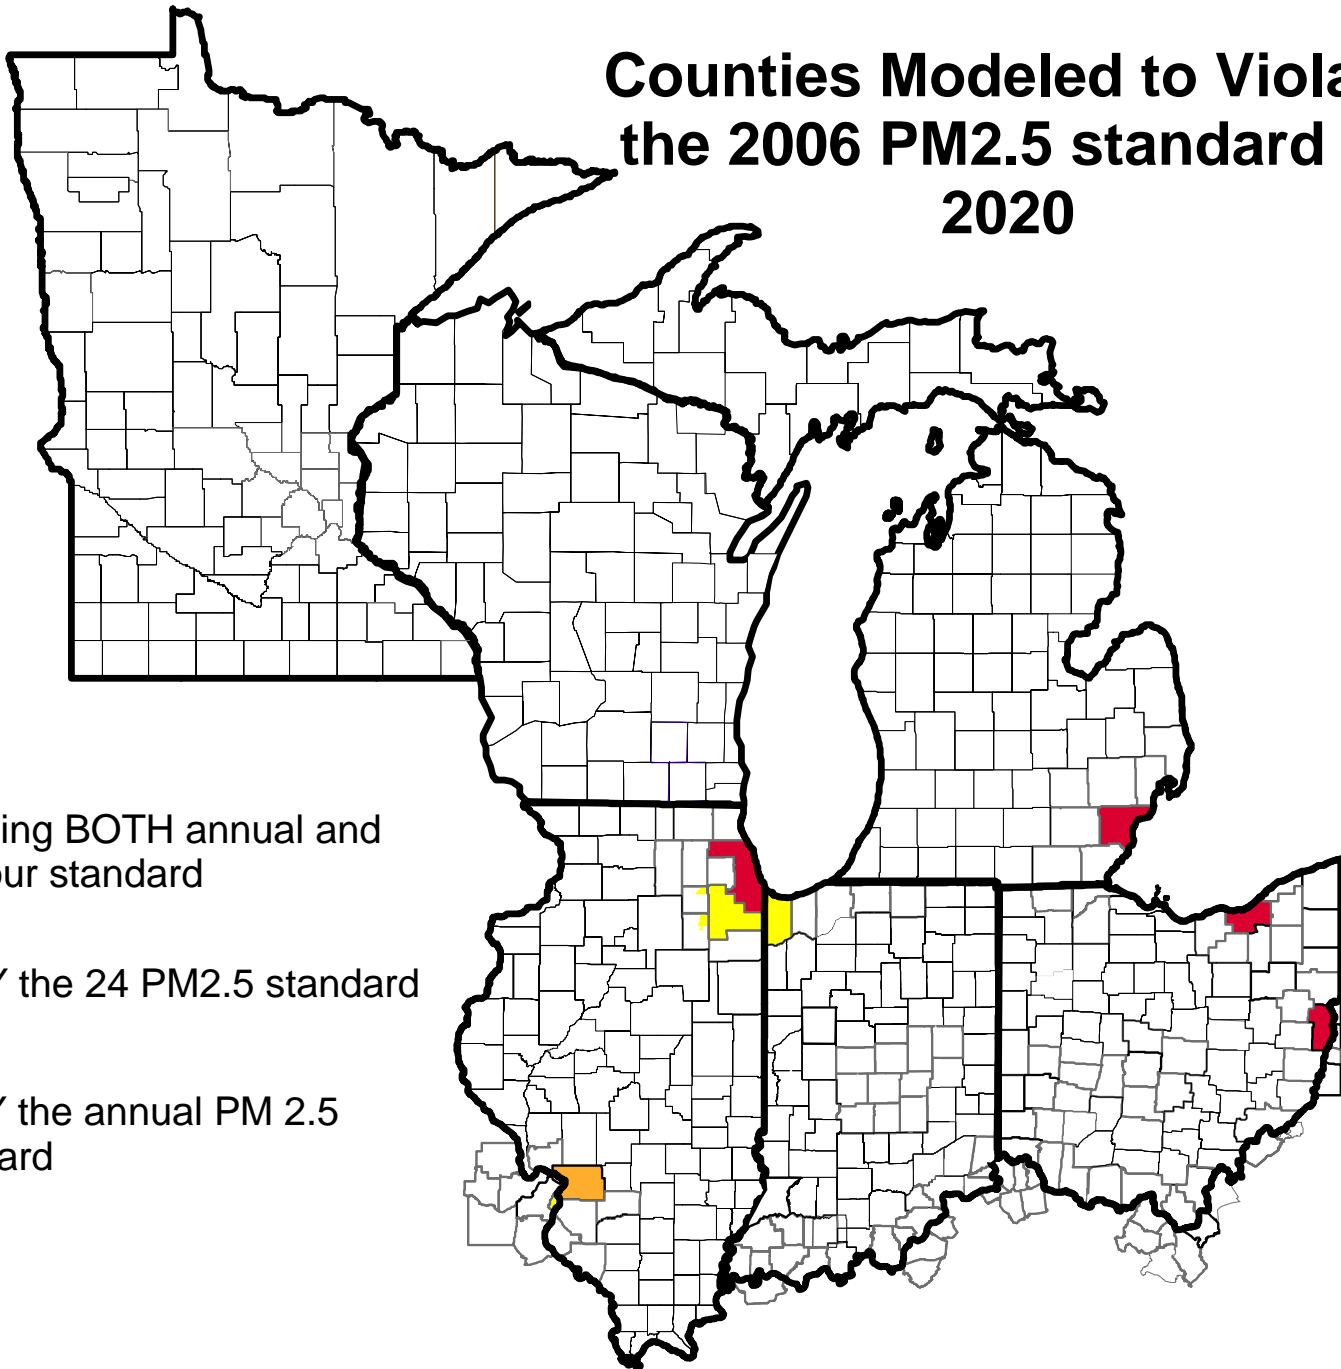 Counties Modeled to Viola
the 2006 PM2.5 standard
2020
ing BOTH annual and
our standard
Y the 24 PM2.5 standard
Y the annual PM 2.5
ard